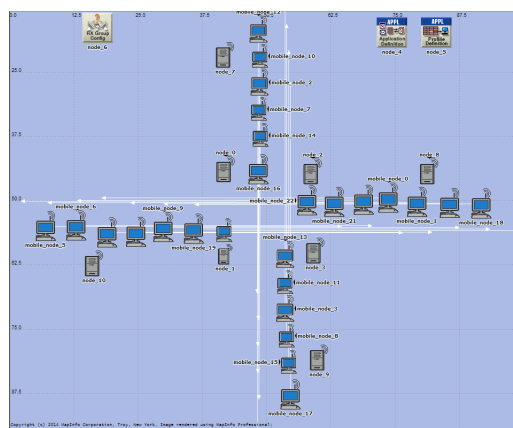 0.0 12.5 25.0 37.5 50.0 62.5 75.0 87.5
mobile_node_12
RX Group
Config
node_6
APPL
Application
Definition
node_4
APPL
Profile
Definition
node_5
mobile_node_10
node_7
25.0
mobile_node_2
mobile_node_7
37.5
mobile_node_14
node_0
node_2
node_8
mobile_node_0
mobile_node_16
50.0
mobile_node_6
mobile_node_9
mobile_node_22
mobile_node_21
mobile_node_1
mobile_node_18
mobile_node_5
mobile_node_19
mobile_node_13
node_1
node_3
62.5
node_10
mobile_node_11
mobile_node_3
75.0
mobile_node_8
mobile_node_15
node_9
87.5
mobile_node_17
Copyright (c) 2014 MapInfo Corporation, Troy, New York. Image rendered using MapInfo Professional;